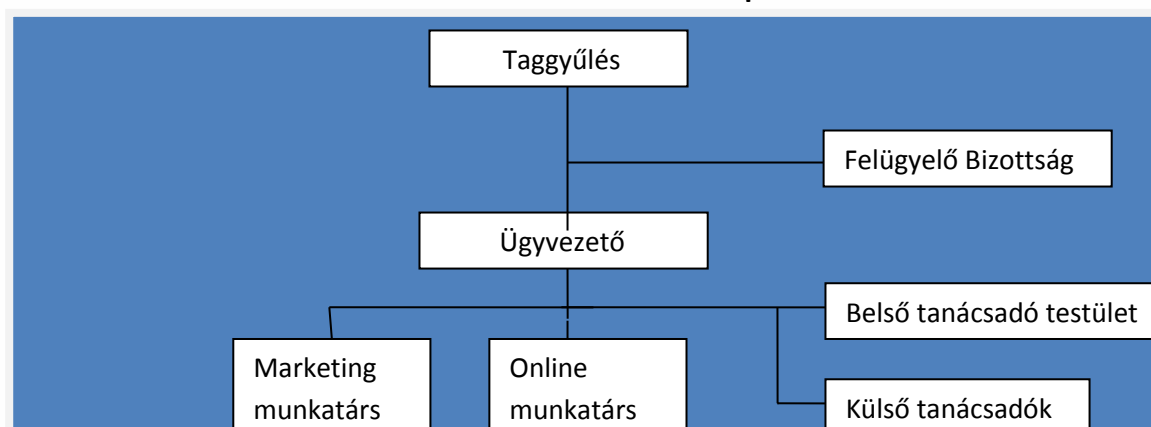 Taggyűlés
Felügyelő Bizottság
Ügyvezető
Belső tanácsadó testület
Marketing
munkatárs
Online
munkatárs
Külső tanácsadók